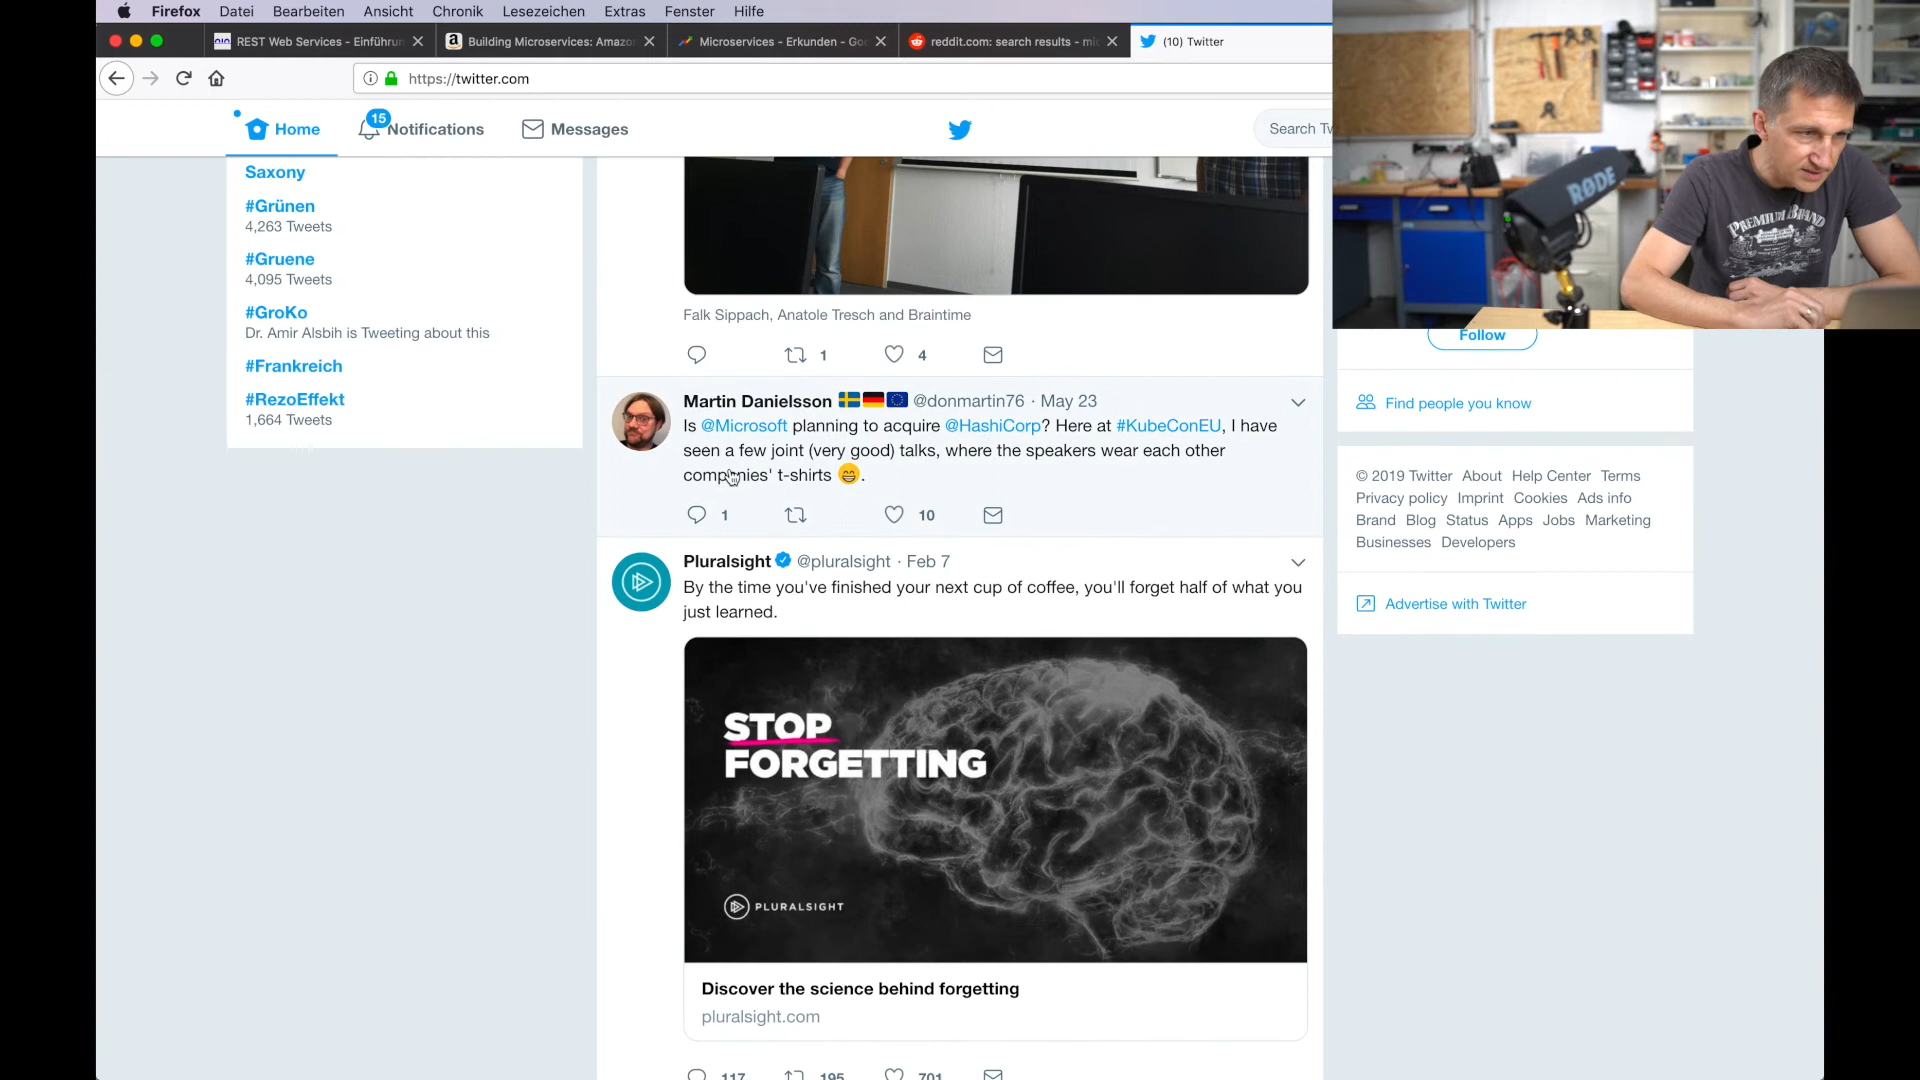 Firefox Datei Bearbeiten Ansicht Chronik Lesezeichen Extras Fenster Hilfe
REST Web Services - Einführun
Building Microservices: Amazo
Microservices - Erkunden - Goo
reddit.com: search results - mi
(10) Twitter
https://twitter.com
Home
15
Notifications
Messages
Search Tw
Saxony
#Grünen
4,263 Tweets
#Gruene
4,095 Tweets
#GroKo
Dr. Amir Alsbih is Tweeting about this
#Frankreich
#RezoEffekt
1,664 Tweets
Falk Sippach, Anatole Tresch and Braintime
1 4
Martin Danielsson 🇸🇪🇩🇪🇪🇺 @donmartin76 · May 23
Is @Microsoft planning to acquire @HashiCorp? Here at #KubeConEU, I have
seen a few joint (very good) talks, where the speakers wear each other
companies' t-shirts 😁.
1 10
Pluralsight @pluralsight · Feb 7
By the time you've finished your next cup of coffee, you'll forget half of what you
just learned.
STOP
FORGETTING
PLURALSIGHT
Discover the science behind forgetting
pluralsight.com
117 195 701
RØDE
PREMIUM BRAND
Follow
Find people you know
© 2019 Twitter About Help Center Terms
Privacy policy Imprint Cookies Ads info
Brand Blog Status Apps Jobs Marketing
Businesses Developers
Advertise with Twitter